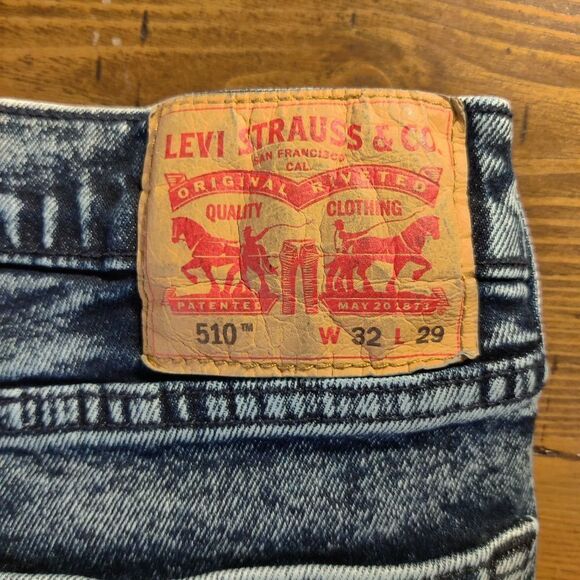 LEVI STRAUSS & CO.
SAN FRANCISCO
CAL.
ORIGINAL RIVETED
QUALITY CLOTHING
PATENTED MAY 20 1873
510™ W 32 L 29